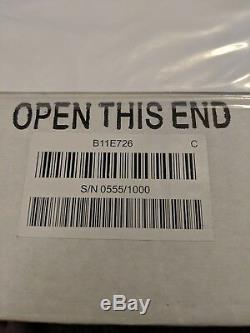 OPEN THIS END
B11E726 C
S/N 0555/1000